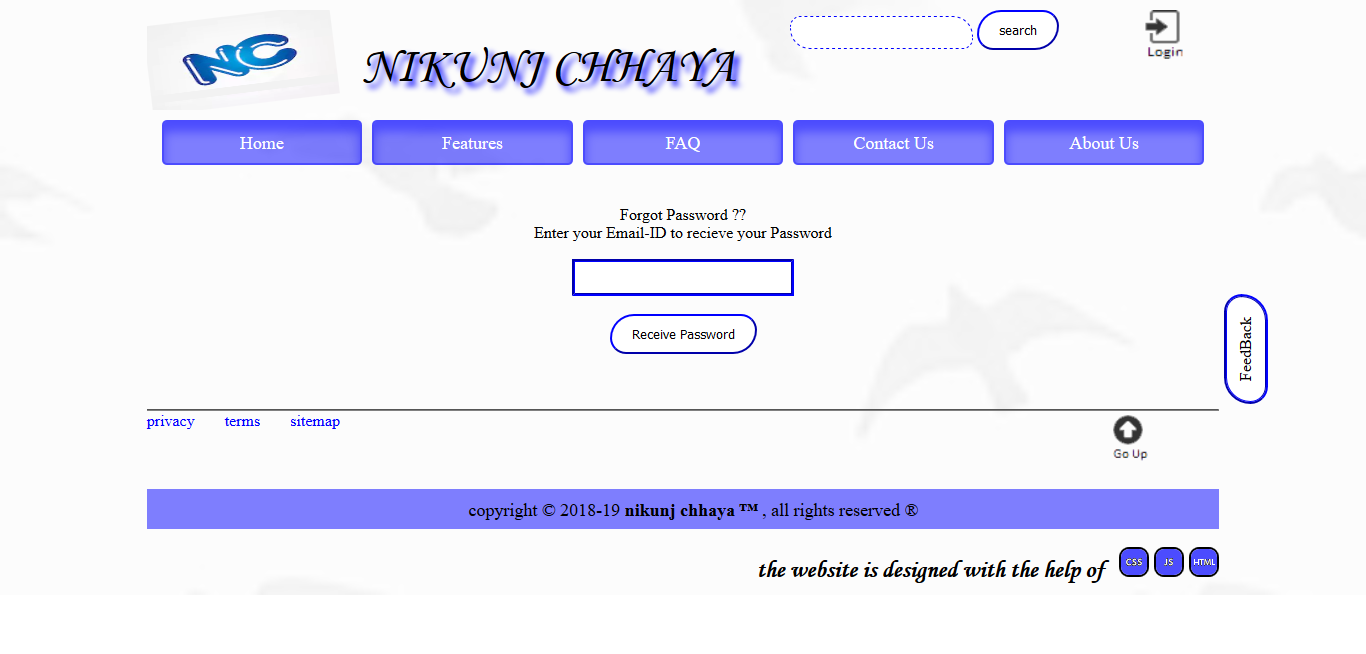 NC
NIKUNJ CHHAYA
search
Login
Home Features FAQ Contact Us About Us
Forgot Password ??
Enter your Email-ID to recieve your Password
Receive Password
FeedBack
privacy terms sitemap
Go Up
copyright © 2018-19 nikunj chhaya ™ , all rights reserved ®
the website is designed with the help of CSS JS HTML